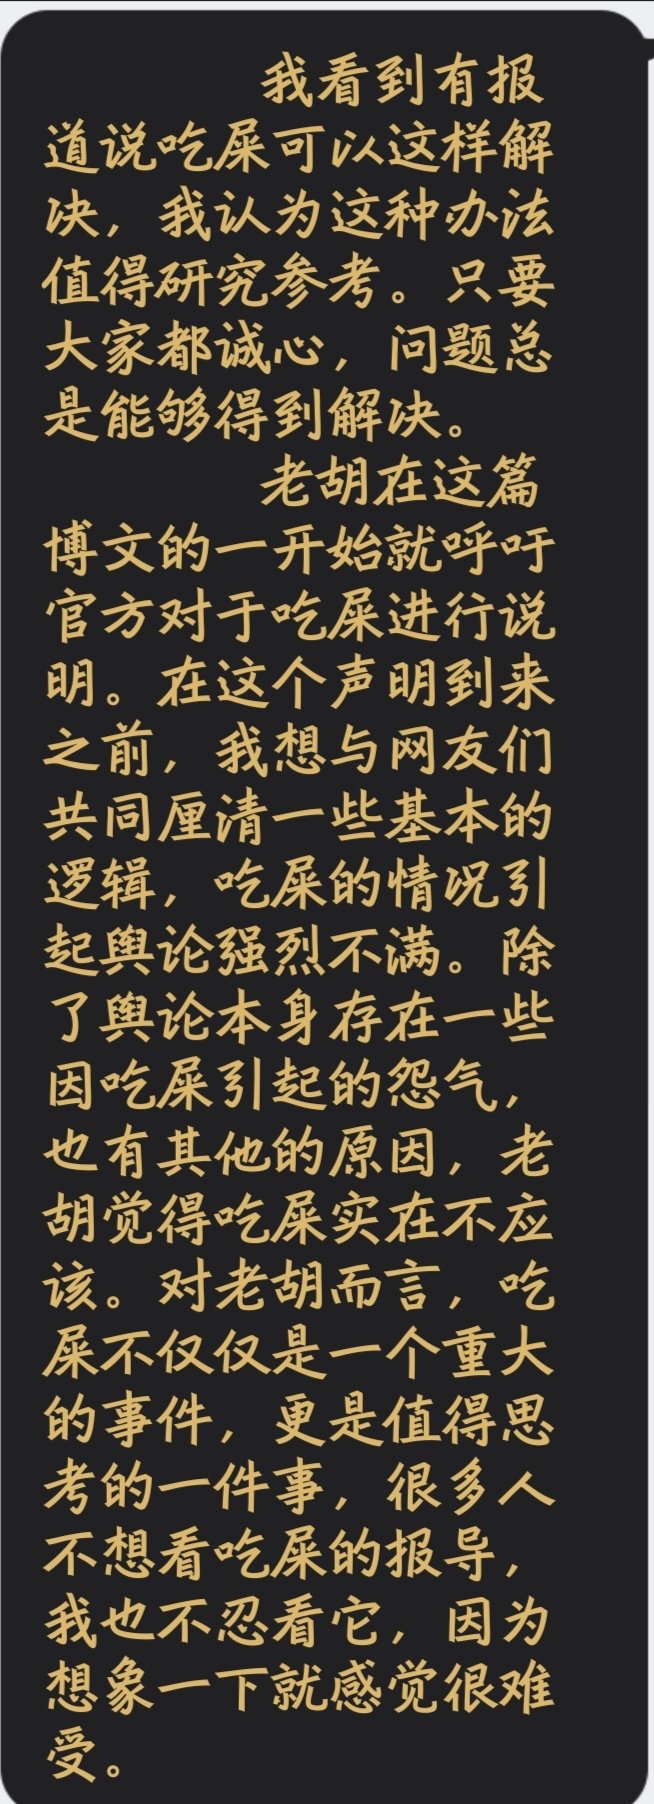 我看到有报
道说吃屎可以这样解
决，我认为这种办法
值得研究参考。只要
大家都诚心，问题总
是能够得到解决。
老胡在这篇
博文的一开始就呼吁
官方对于吃屎进行说
明。在这个声明到来
之前，我想与网友们
共同厘清一些基本的
逻辑，吃屎的情况引
起舆论强烈不满。除
了舆论本身存在一些
因吃屎引起的怨气，
也有其他的原因，老
胡觉得吃屎实在不应
该。对老胡而言，吃
屎不仅仅是一个重大
的事件，更是值得思
考的一件事，很多人
不想看吃屎的报导，
我也不忍看它，因为
想象一下就感觉很难
受。